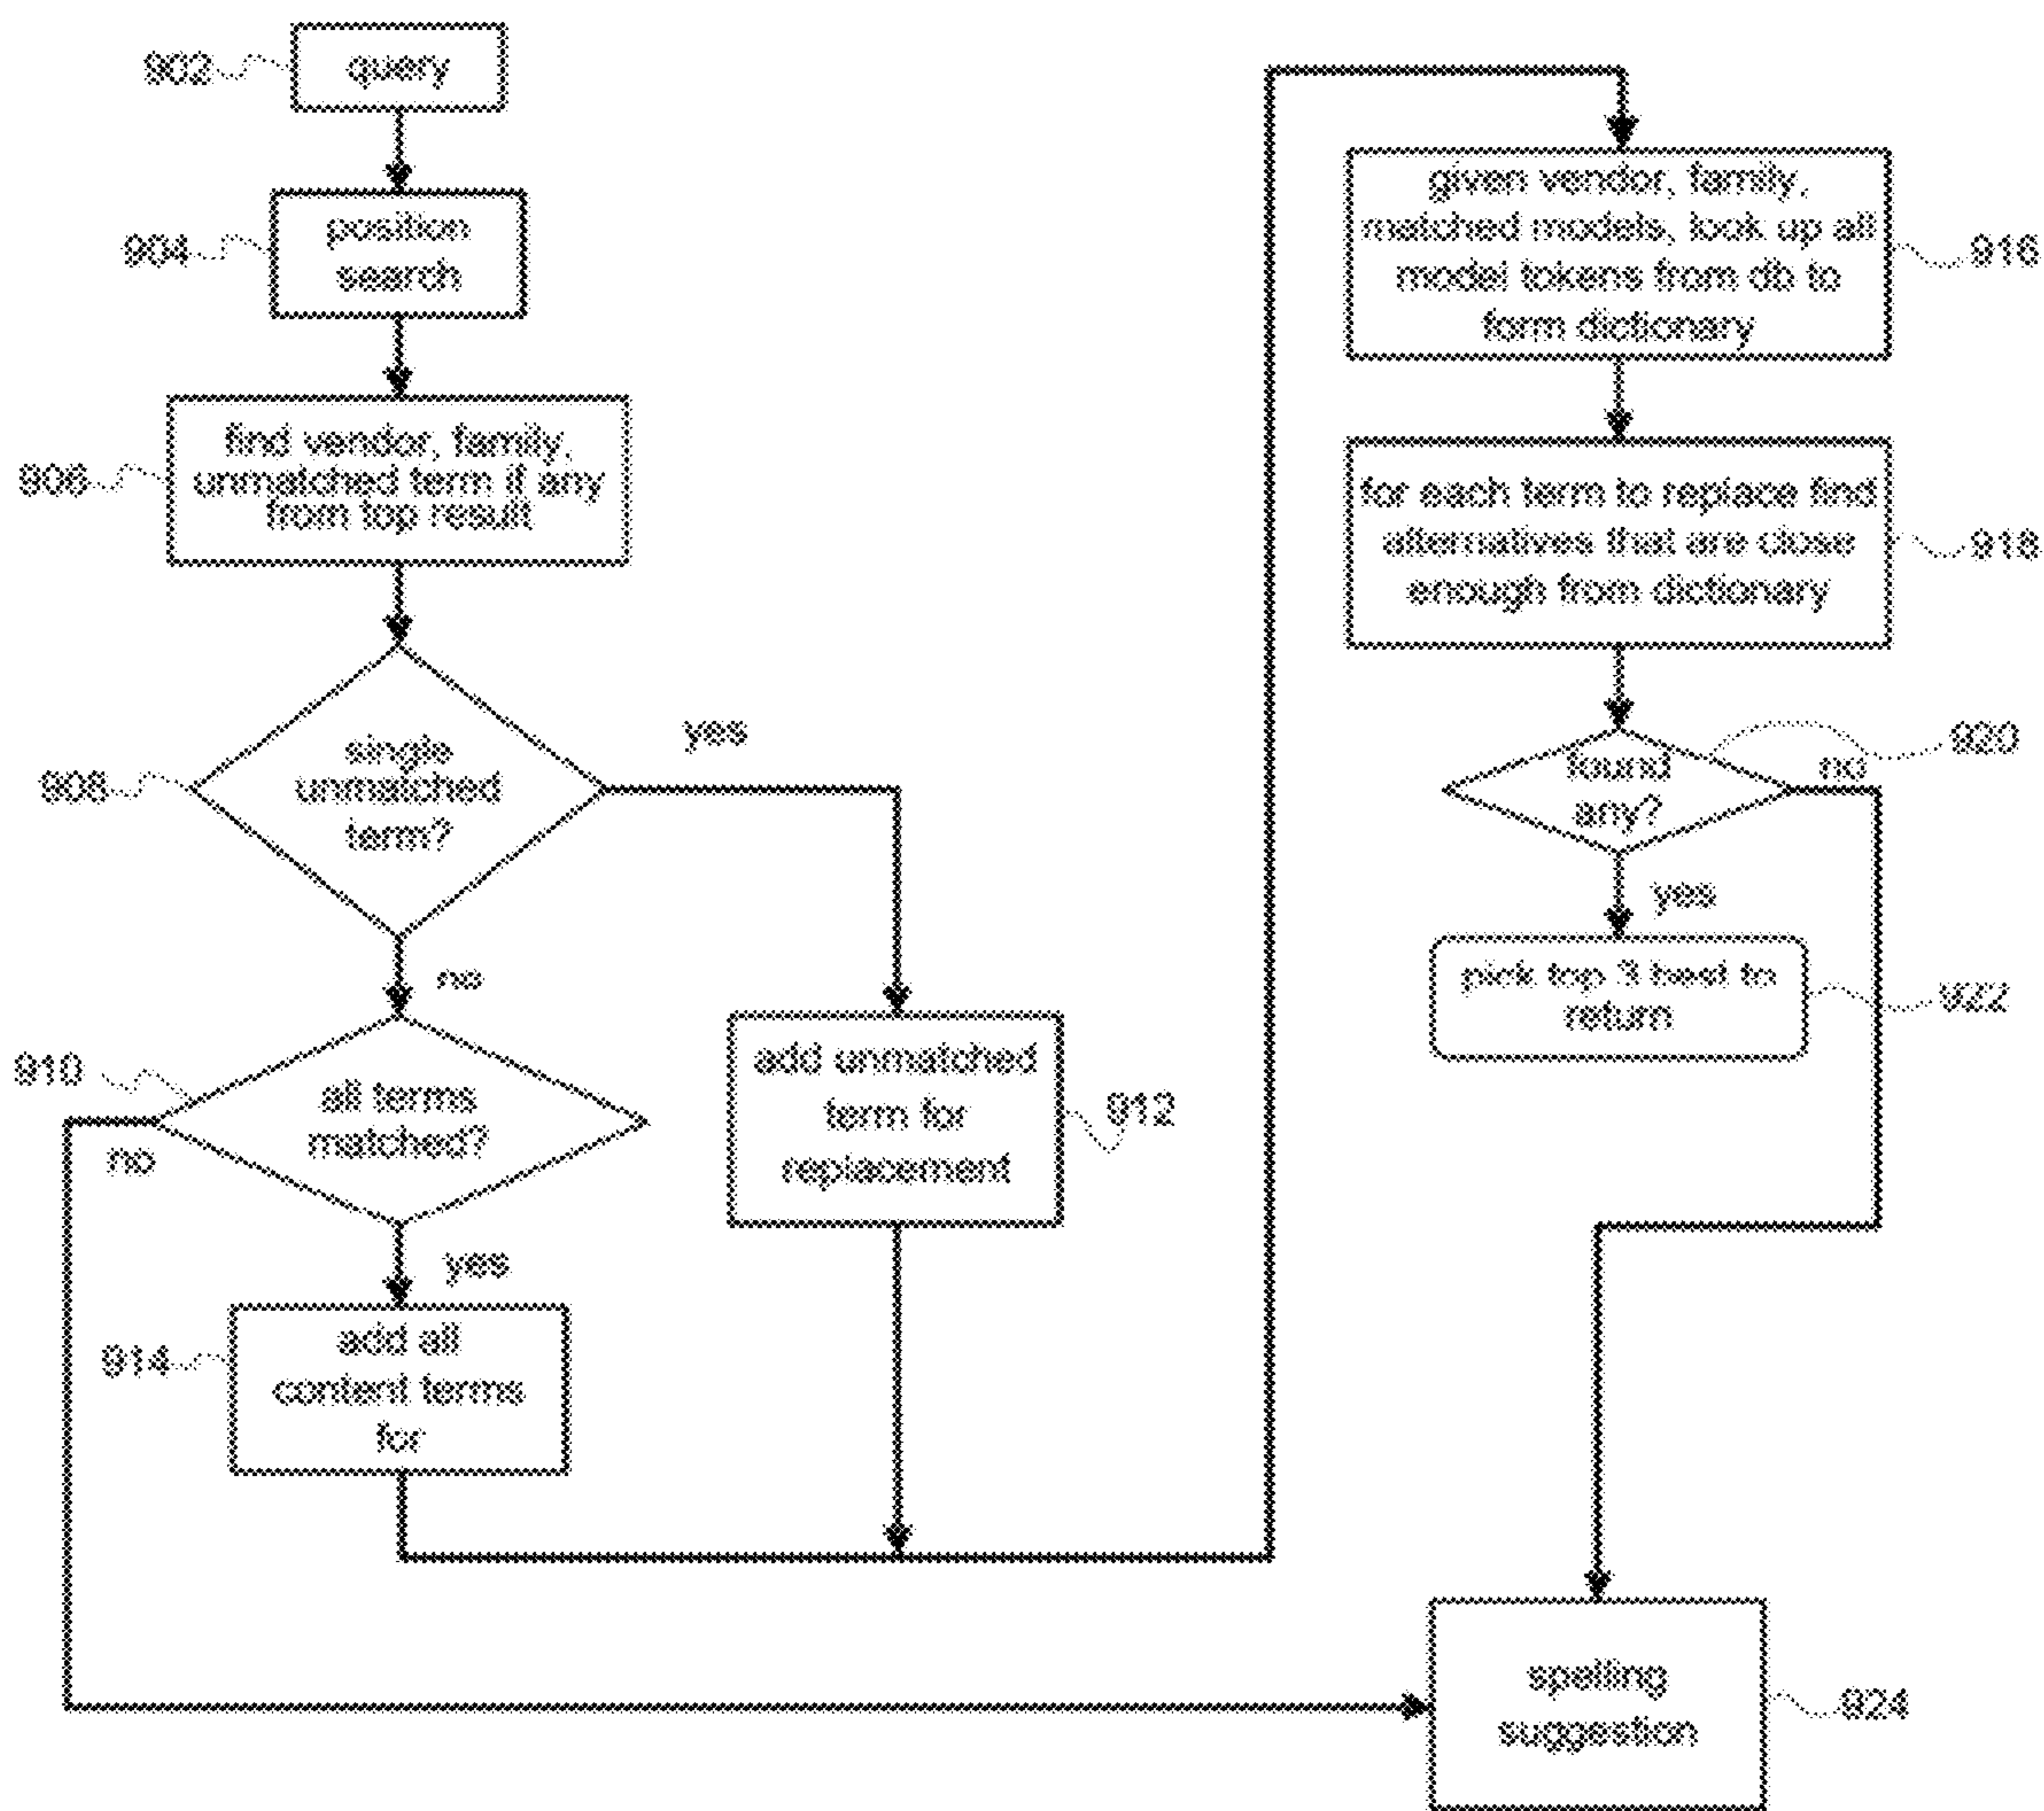 902
query
904
position
search
906
find vendor, family,
unmatched term if any
from top result
908
single
unmatched
term?
yes
no
910
all terms
matched?
no
yes
912
add unmatched
term for
replacement
914
add all
content terms
for
given vendor, family,
matched models, look up all
model tokens from db to
form dictionary
916
for each term to replace find
alternatives that are close
enough from dictionary
918
920
found
any?
no
yes
pick top 3 best to
return
922
spelling
suggestion
924